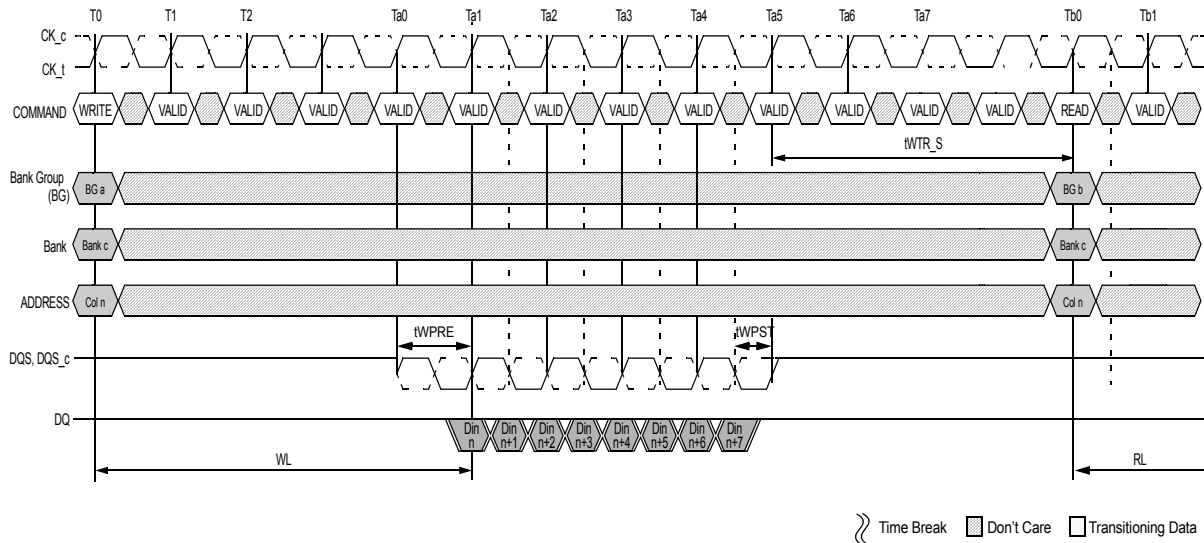 T0 T1 T2 Ta0 Ta1 Ta2 Ta3 Ta4 Ta5 Ta6 Ta7 Tb0 Tb1
CK_c
CK_t
COMMAND WRITE VALID VALID VALID VALID VALID VALID VALID VALID VALID VALID VALID VALID READ VALID
tWTR_S
Bank Group
(BG)
BG a BG b
Bank Bank c Bank c
ADDRESS Col n Col n
tWPRE tWPST
DQS, DQS_c
DQ
Din n Din n+1 Din n+2 Din n+3 Din n+4 Din n+5 Din n+6 Din n+7
WL RL
Time Break Don't Care Transitioning Data